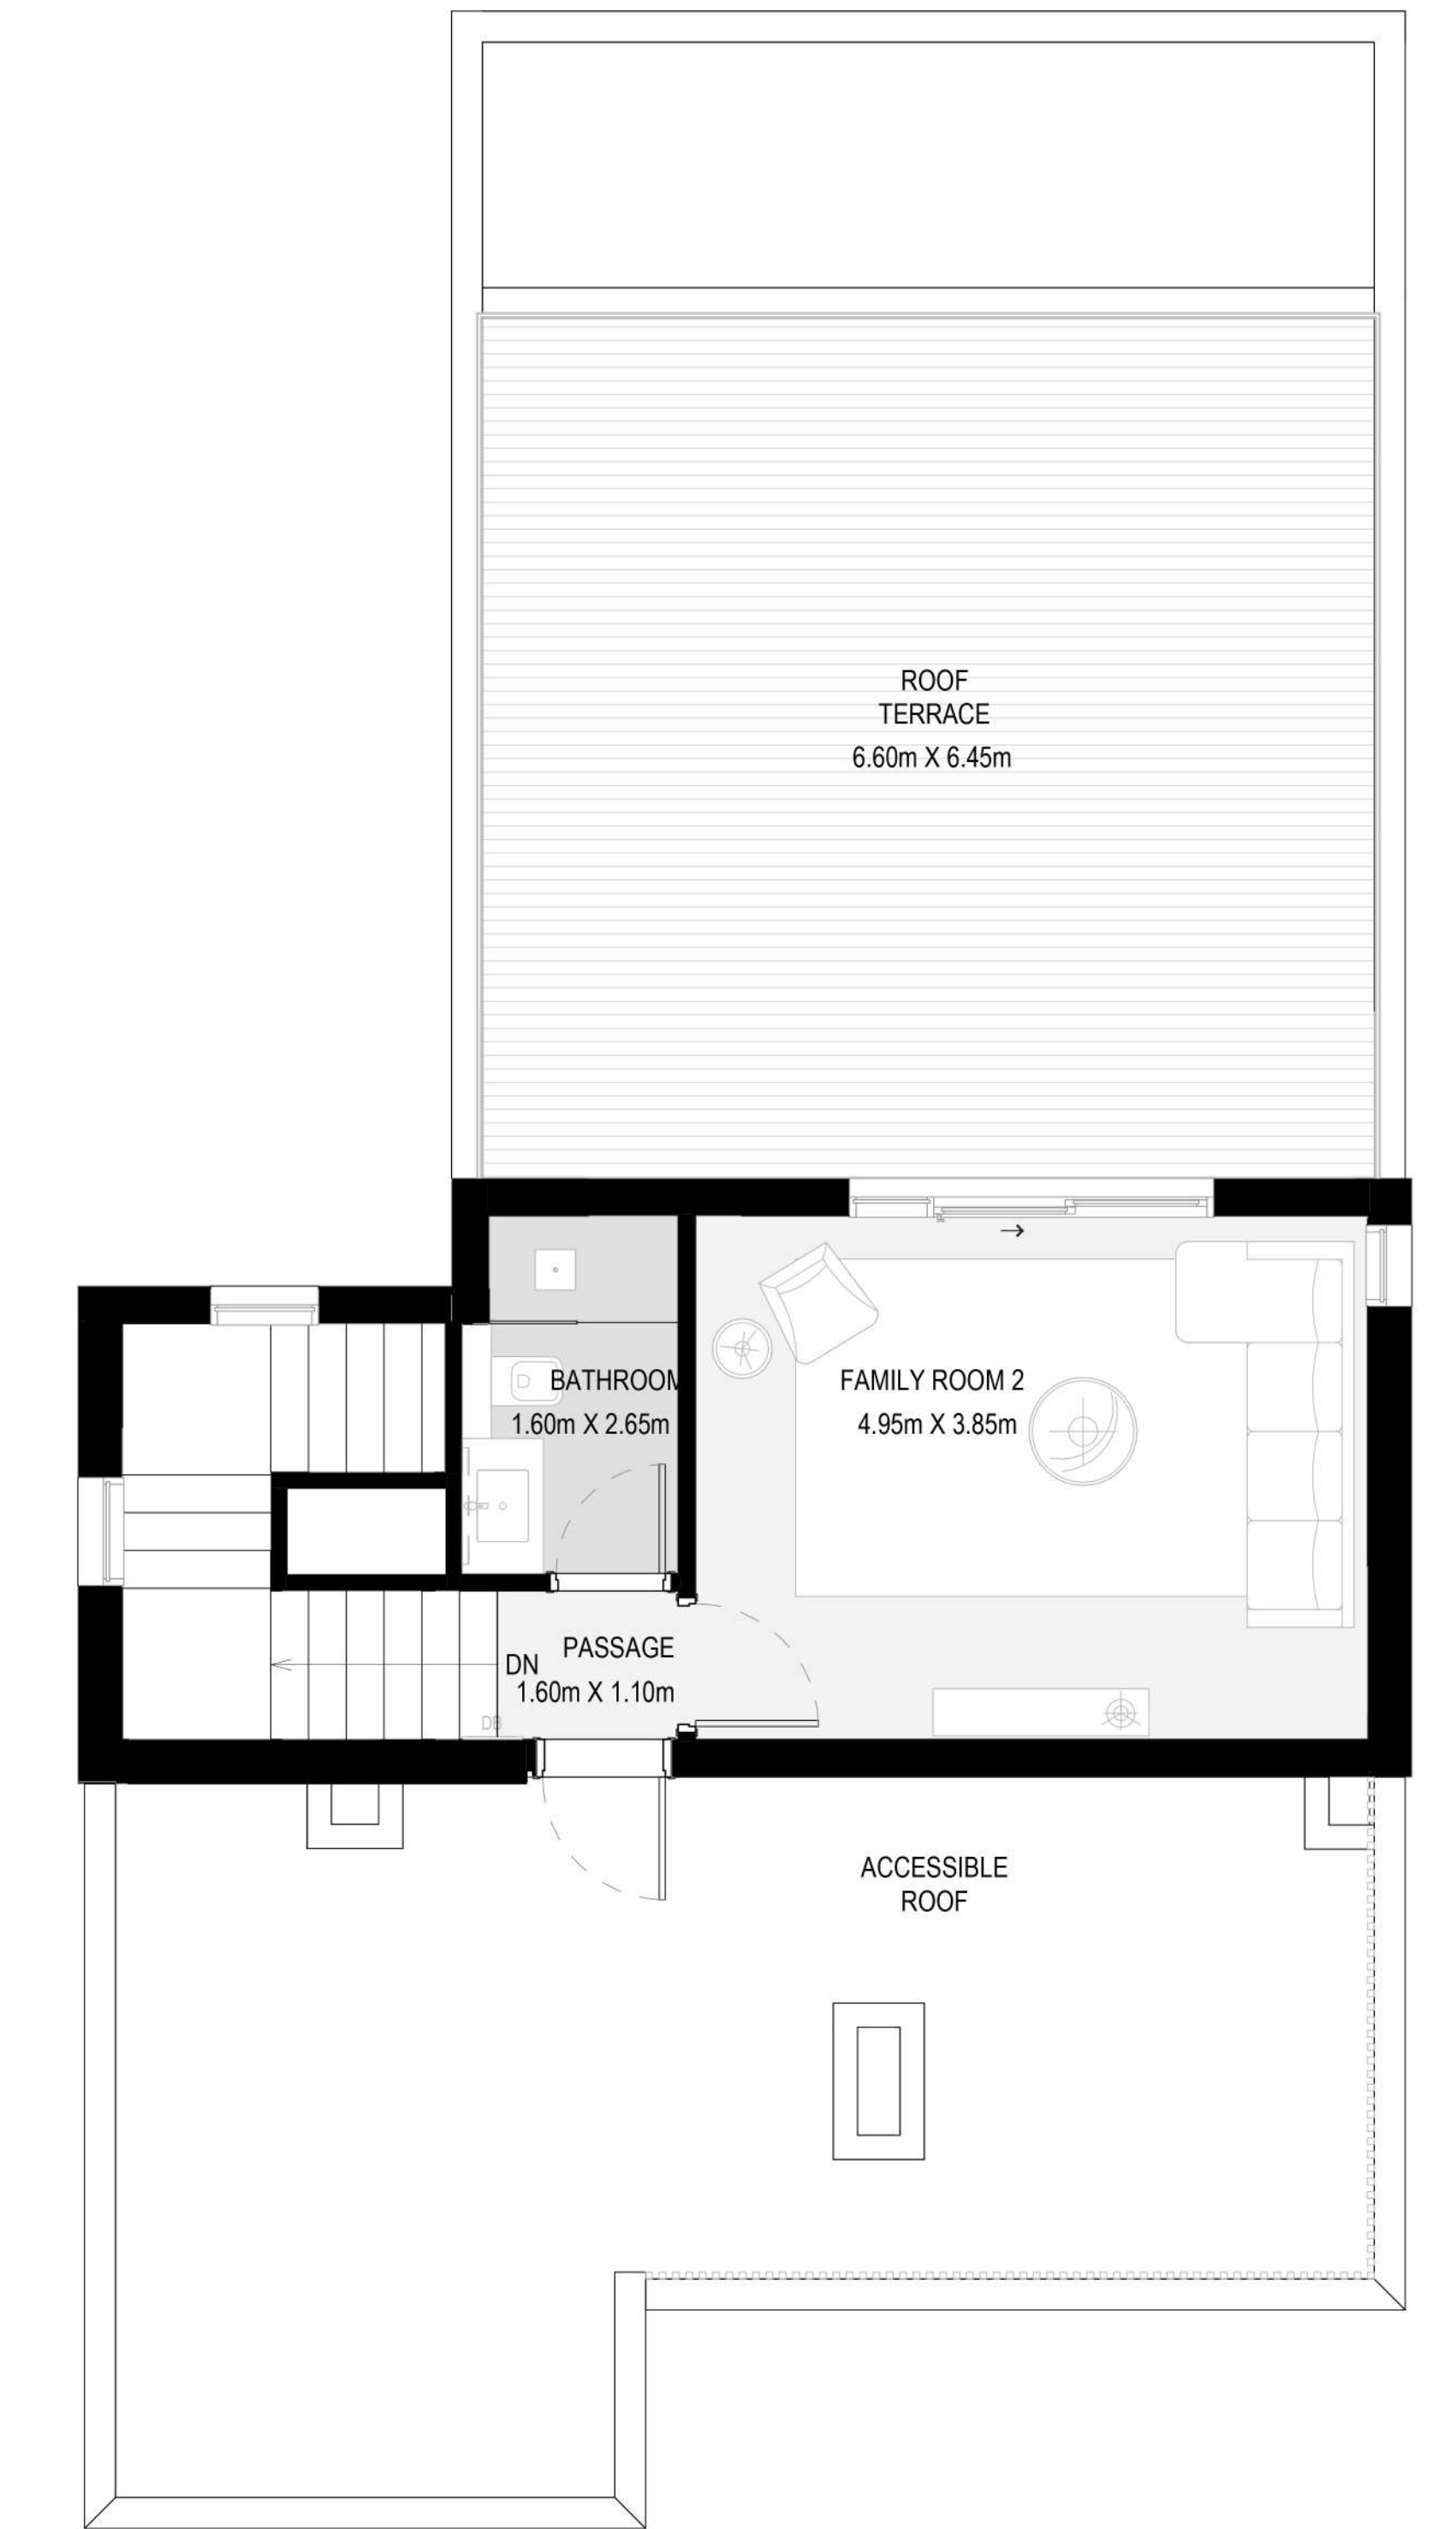 ROOF
TERRACE
6.60m X 6.45m
BATHROOM
1.60m X 2.65m
FAMILY ROOM 2
4.95m X 3.85m
PASSAGE
DN
1.60m X 1.10m
DB
ACCESSIBLE
ROOF